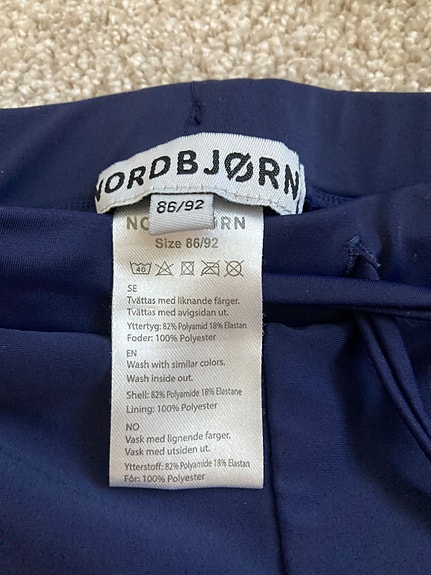 NORDBJØRN
86/92
Size 86/92
40
SE
Tvättas med liknande färger.
Tvättas med avigsidan ut.
Yttertyg: 82% Polyamid 18% Elastan
Foder: 100% Polyester
EN
Wash with similar colors.
Wash inside out.
Shell: 82% Polyamide 18% Elastane
Lining: 100% Polyester
NO
Vask med lignende farger.
Vask med utsiden ut.
Ytterstoff: 82% Polyamide 18% Elastan
Fôr: 100% Polyester